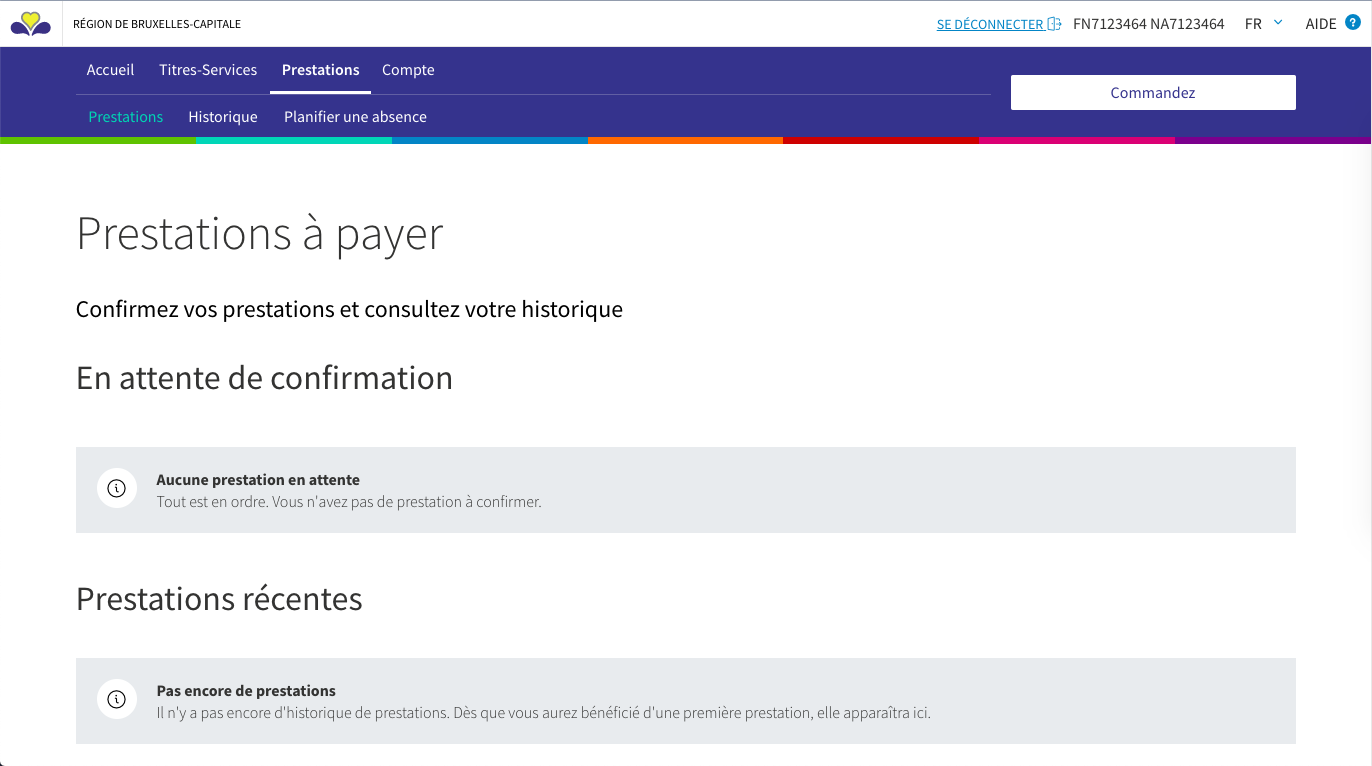 RÉGION DE BRUXELLES-CAPITALE
SE DÉCONNECTER FN7123464 NA7123464 FR AIDE ?
Accueil Titres-Services Prestations Compte
Commandez
Prestations Historique Planifier une absence
Prestations à payer
Confirmez vos prestations et consultez votre historique
En attente de confirmation
Aucune prestation en attente
Tout est en ordre. Vous n'avez pas de prestation à confirmer.
Prestations récentes
Pas encore de prestations
Il n'y a pas encore d'historique de prestations. Dès que vous aurez bénéficié d'une première prestation, elle apparaîtra ici.